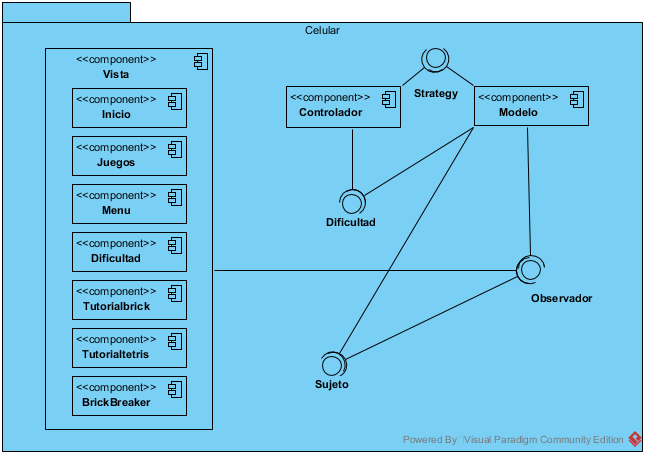 Celular
<<component>>
Vista
<<component>>
Inicio
<<component>>
Juegos
<<component>>
Menu
<<component>>
Dificultad
<<component>>
Tutorialbrick
<<component>>
Tutorialtetris
<<component>>
BrickBreaker
Strategy
<<component>>
Controlador
<<component>>
Modelo
Dificultad
Observador
Sujeto
Powered By Visual Paradigm Community Edition